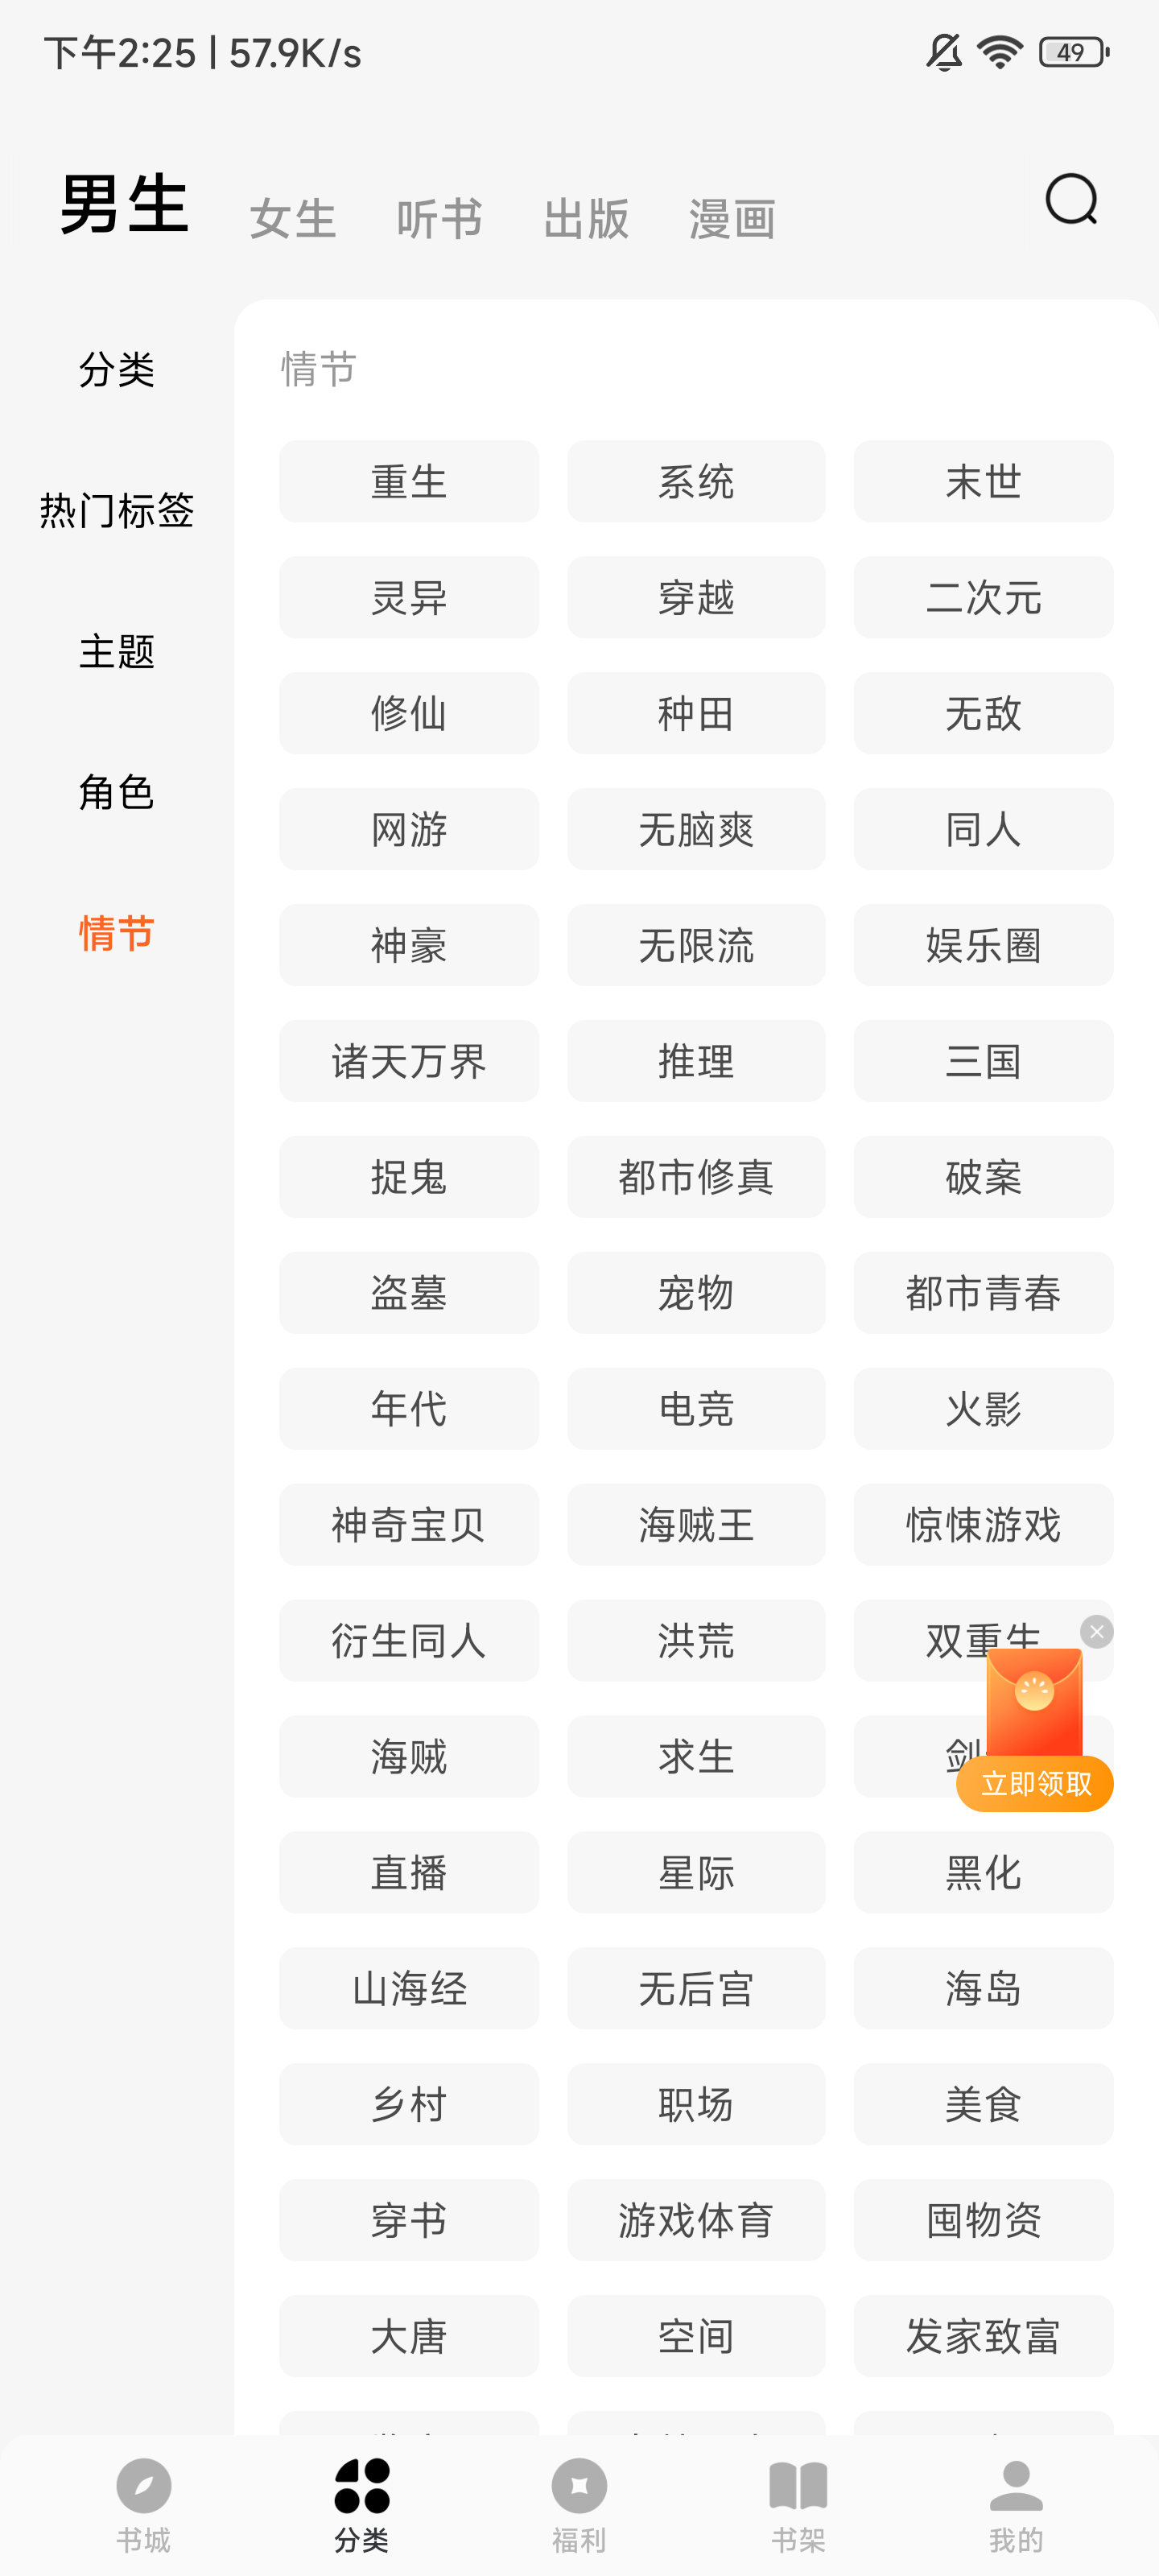 下午2:25 | 57.9K/s
49
男生 女生 听书 出版 漫画
分类
热门标签
主题
角色
情节
情节
重生 系统 末世
灵异 穿越 二次元
修仙 种田 无敌
网游 无脑爽 同人
神豪 无限流 娱乐圈
诸天万界 推理 三国
捉鬼 都市修真 破案
盗墓 宠物 都市青春
年代 电竞 火影
神奇宝贝 海贼王 惊悚游戏
衍生同人 洪荒 双重生
海贼 求生 剑
立即领取
直播 星际 黑化
山海经 无后宫 海岛
乡村 职场 美食
穿书 游戏体育 囤物资
大唐 空间 发家致富
书城 分类 福利 书架 我的